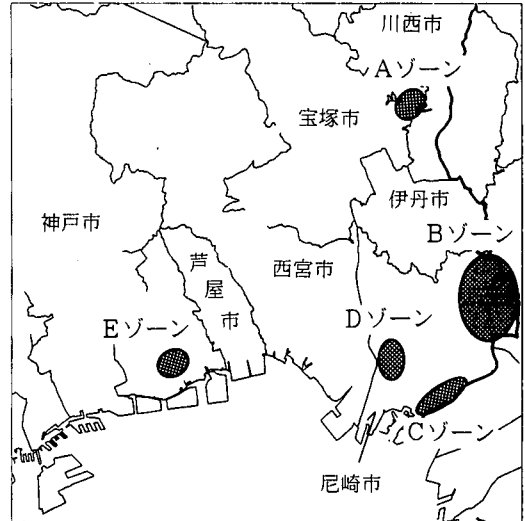 川西市
Aゾーン
宝塚市
伊丹市
神戸市
Bゾーン
芦屋市
西宮市
Eゾーン
Dゾーン
Cゾーン
尼崎市